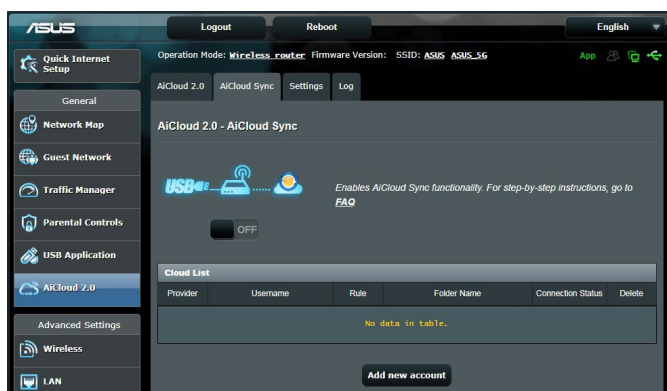 ASUS
Logout
Reboot
English
Quick Internet
Setup
Operation Mode: Wireless router Firmware Version: SSID: ASUS ASUS_5G
App
AiCloud 2.0
AiCloud Sync
Settings
Log
General
Network Map
Guest Network
Traffic Manager
Parental Controls
USB Application
AiCloud 2.0
Advanced Settings
Wireless
LAN
AiCloud 2.0 - AiCloud Sync
USB
Enables AiCloud Sync functionality. For step-by-step instructions, go to
FAQ
OFF
Cloud List
Provider Username Rule Folder Name Connection Status Delete
No data in table.
Add new account